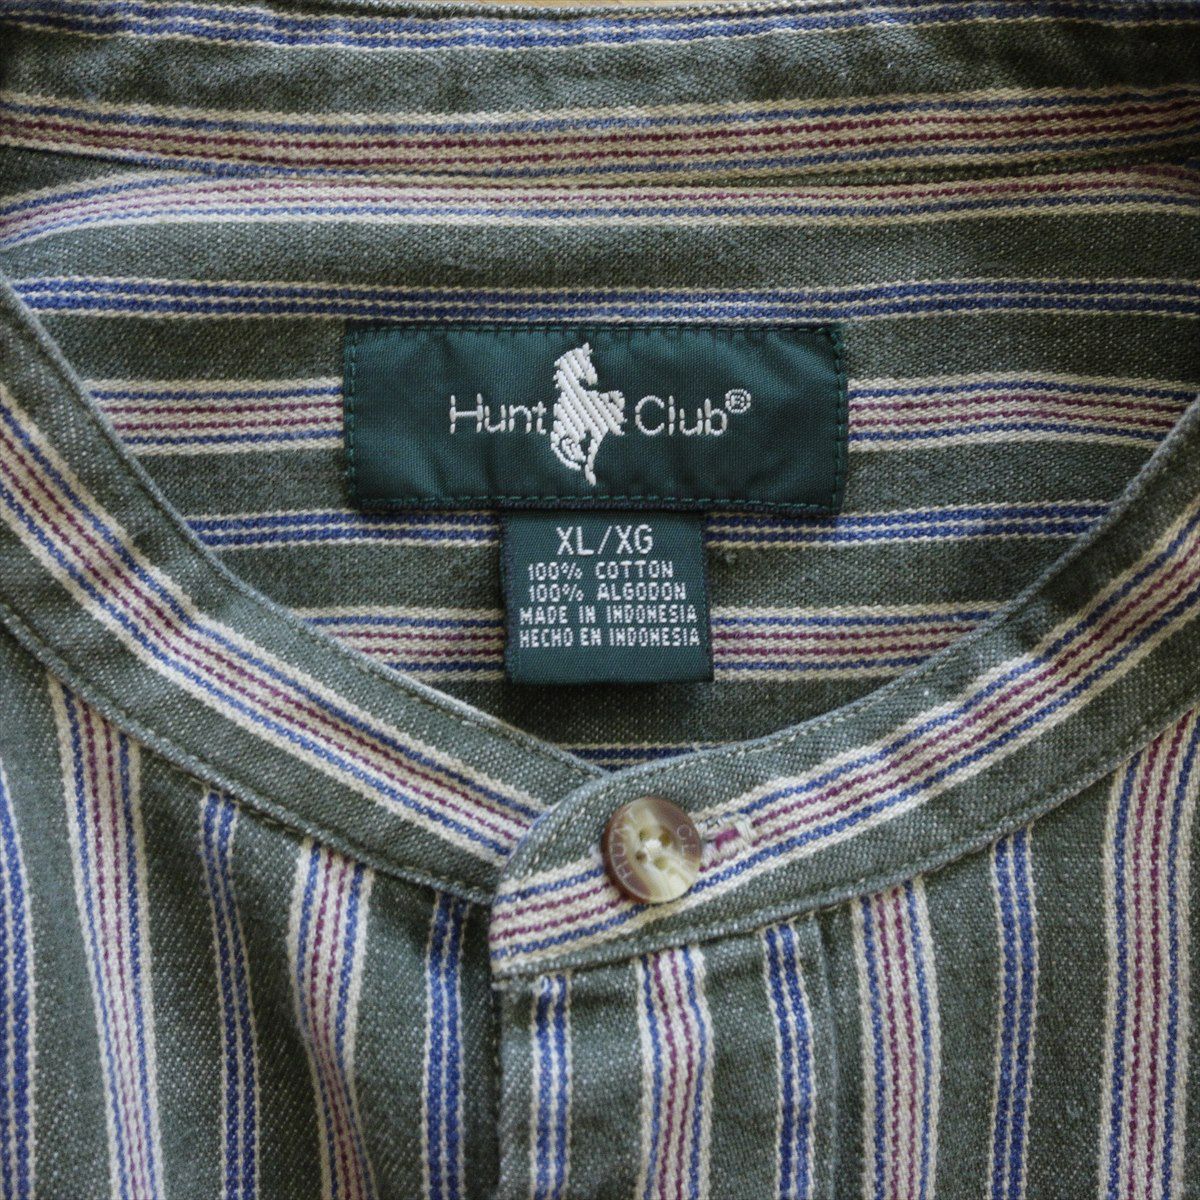 Hunt Club®
XL/XG
100% COTTON
100% ALGODON
MADE IN INDONESIA
HECHO EN INDONESIA